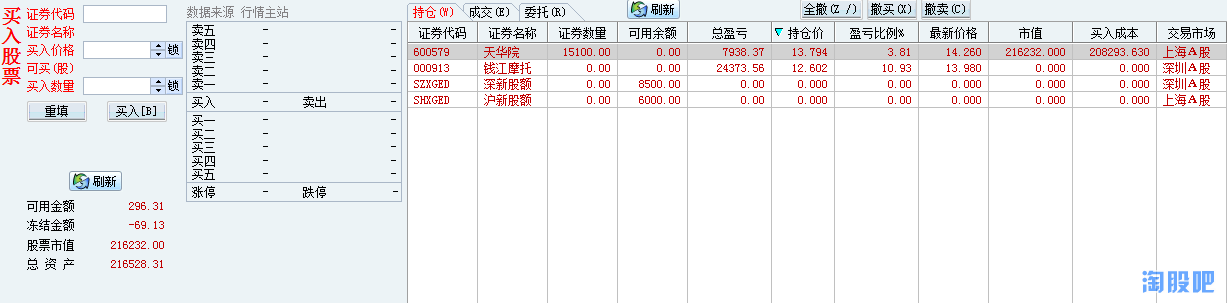 买入股票
证券代码
证券名称
买入价格 锁
可买(股)
买入数量 锁
重填 买入[B]
刷新
可用金额 296.31
冻结金额 -69.13
股票市值 216232.00
总 资 产 216528.31
数据来源 行情主站
卖五 - -
卖四 - -
卖三 - -
卖二 - -
卖一 - -
买入 - 卖出 -
买一 - -
买二 - -
买三 - -
买四 - -
买五 - -
涨停 - 跌停 -
持仓(W) 成交(E) 委托(R) 刷新 全撤(Z /) 撤买(X) 撤卖(C)
证券代码 证券名称 证券数量 可用余额 总盈亏 持仓价 盈亏比例% 最新价格 市值 买入成本 交易市场
600579 天华院 15100.00 0.00 7938.37 13.794 3.81 14.260 216232.000 208293.630 上海A股
000913 钱江摩托 0.00 0.00 24373.56 12.602 10.93 13.980 0.000 0.000 深圳A股
SZXGED 深新股额 0.00 8500.00 0.00 0.000 0.00 0.000 0.000 0.000 深圳A股
SHXGED 沪新股额 0.00 6000.00 0.00 0.000 0.00 0.000 0.000 0.000 上海A股
淘股吧